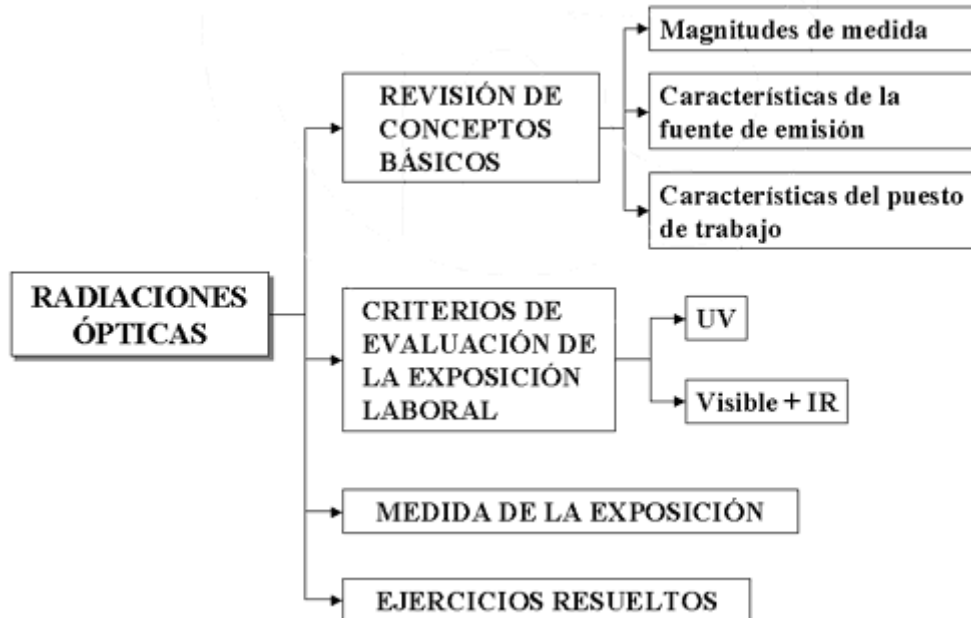 RADIACIONES
ÓPTICAS
REVISIÓN DE
CONCEPTOS
BÁSICOS
Magnitudes de medida
Características de la
fuente de emisión
Características del puesto
de trabajo
CRITERIOS DE
EVALUACIÓN DE
LA EXPOSICIÓN
LABORAL
UV
Visible + IR
MEDIDA DE LA EXPOSICIÓN
EJERCICIOS RESUELTOS